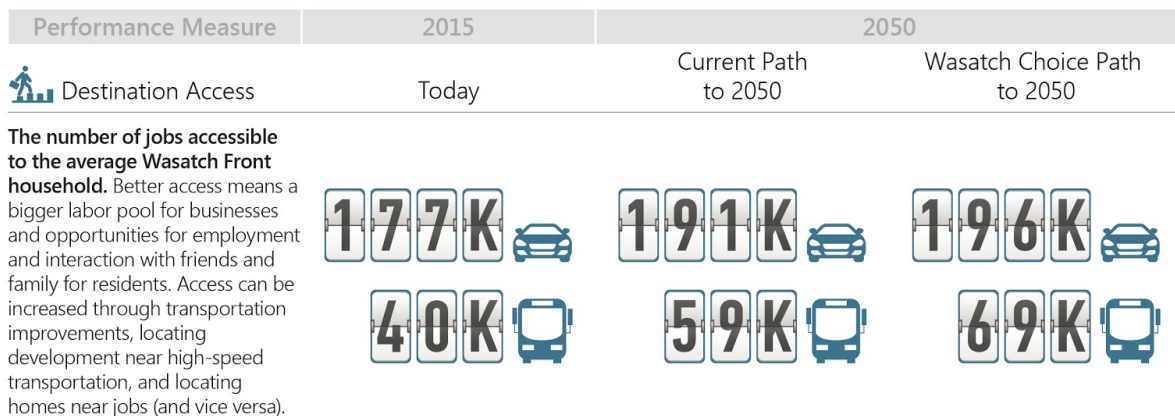 Performance Measure 2015 2050
Destination Access Today Current Path to 2050 Wasatch Choice Path to 2050
The number of jobs accessible
to the average Wasatch Front
household. Better access means a
bigger labor pool for businesses
and opportunities for employment
and interaction with friends and
family for residents. Access can be
increased through transportation
improvements, locating
development near high-speed
transportation, and locating
homes near jobs (and vice versa).
177K 191K 196K
40K 59K 69K